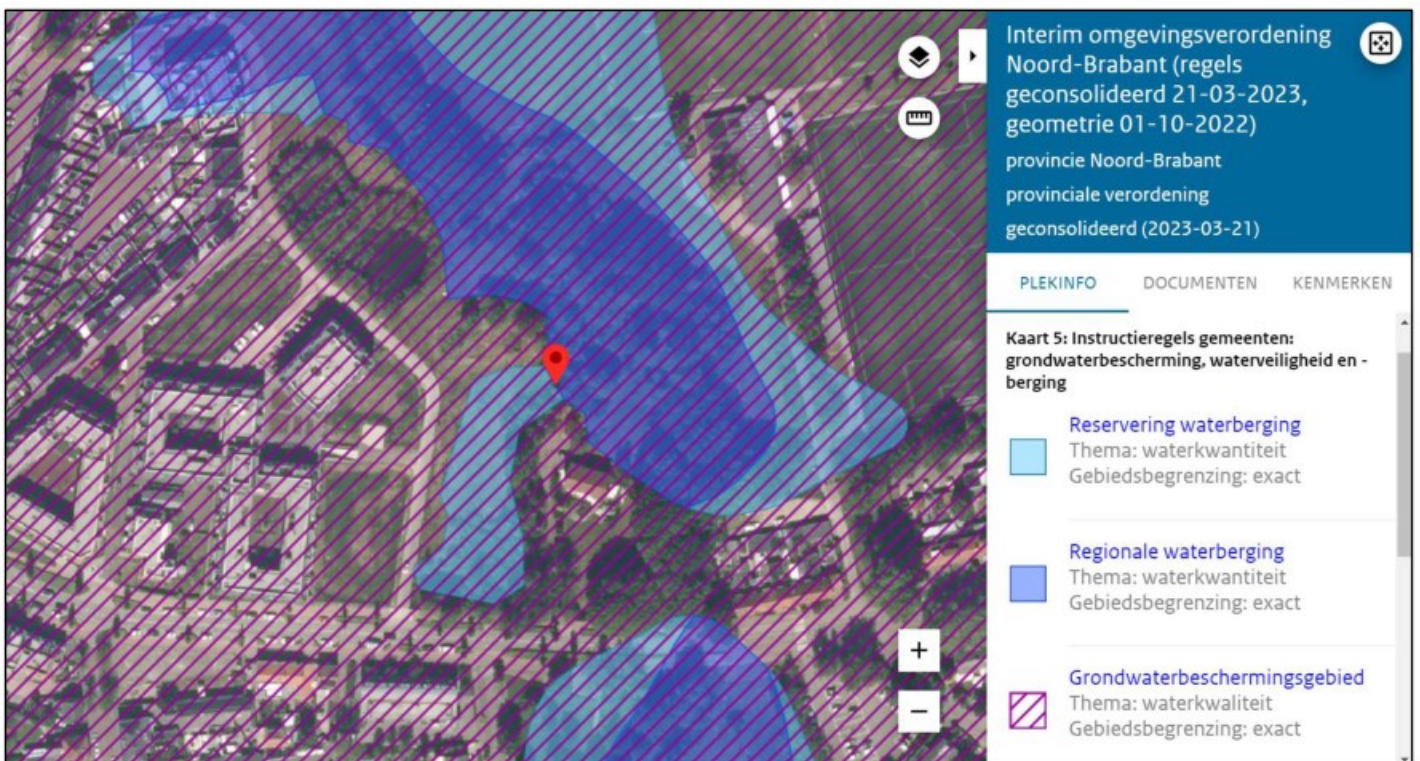 Interim omgevingsverordening
Noord-Brabant (regels
geconsolideerd 21-03-2023,
geometrie 01-10-2022)
provincie Noord-Brabant
provinciale verordening
geconsolideerd (2023-03-21)
PLEKINFO DOCUMENTEN KENMERKEN
Kaart 5: Instructieregels gemeenten:
grondwaterbescherming, waterveiligheid en -
berging
Reservering waterberging
Thema: waterkwantiteit
Gebiedsbegrenzing: exact
Regionale waterberging
Thema: waterkwantiteit
Gebiedsbegrenzing: exact
Grondwaterbeschermingsgebied
Thema: waterkwaliteit
Gebiedsbegrenzing: exact